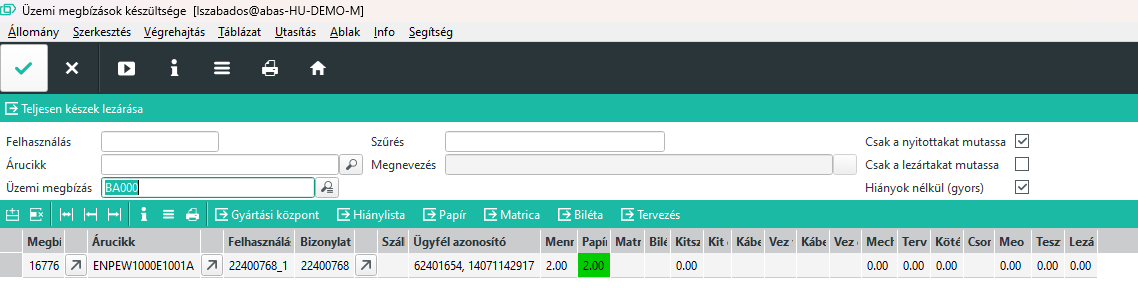 Üzemi megbízások készültsége [lszabados@abas-HU-DEMO-M]
Állomány Szerkesztés Végrehajtás Táblázat Utasítás Ablak Info Segítség
Teljesen készek lezárása
Felhasználás Szűrés Csak a nyitottakat mutassa
Árucikk Megnevezés Csak a lezártakat mutassa
Üzemi megbízás BA000 Hiányok nélkül (gyors)
Gyártási központ Hiánylista Papír Matrica Biléta Tervezés
Megbí Árucikk Felhasználá Bizonylat Szál Ügyfél azonosító Menn Papír Matr Bilé Kitsz Kit Kábe Vez Kábe Vez Mech Terv Köté Csom Meo Tesz Lezá
16776 ENPEW1000E1001A 22400768_1 22400768 62401654, 14071142917 2.00 2.00 0.00 0.00 0.00 0.00 0.00 0.00 0.00